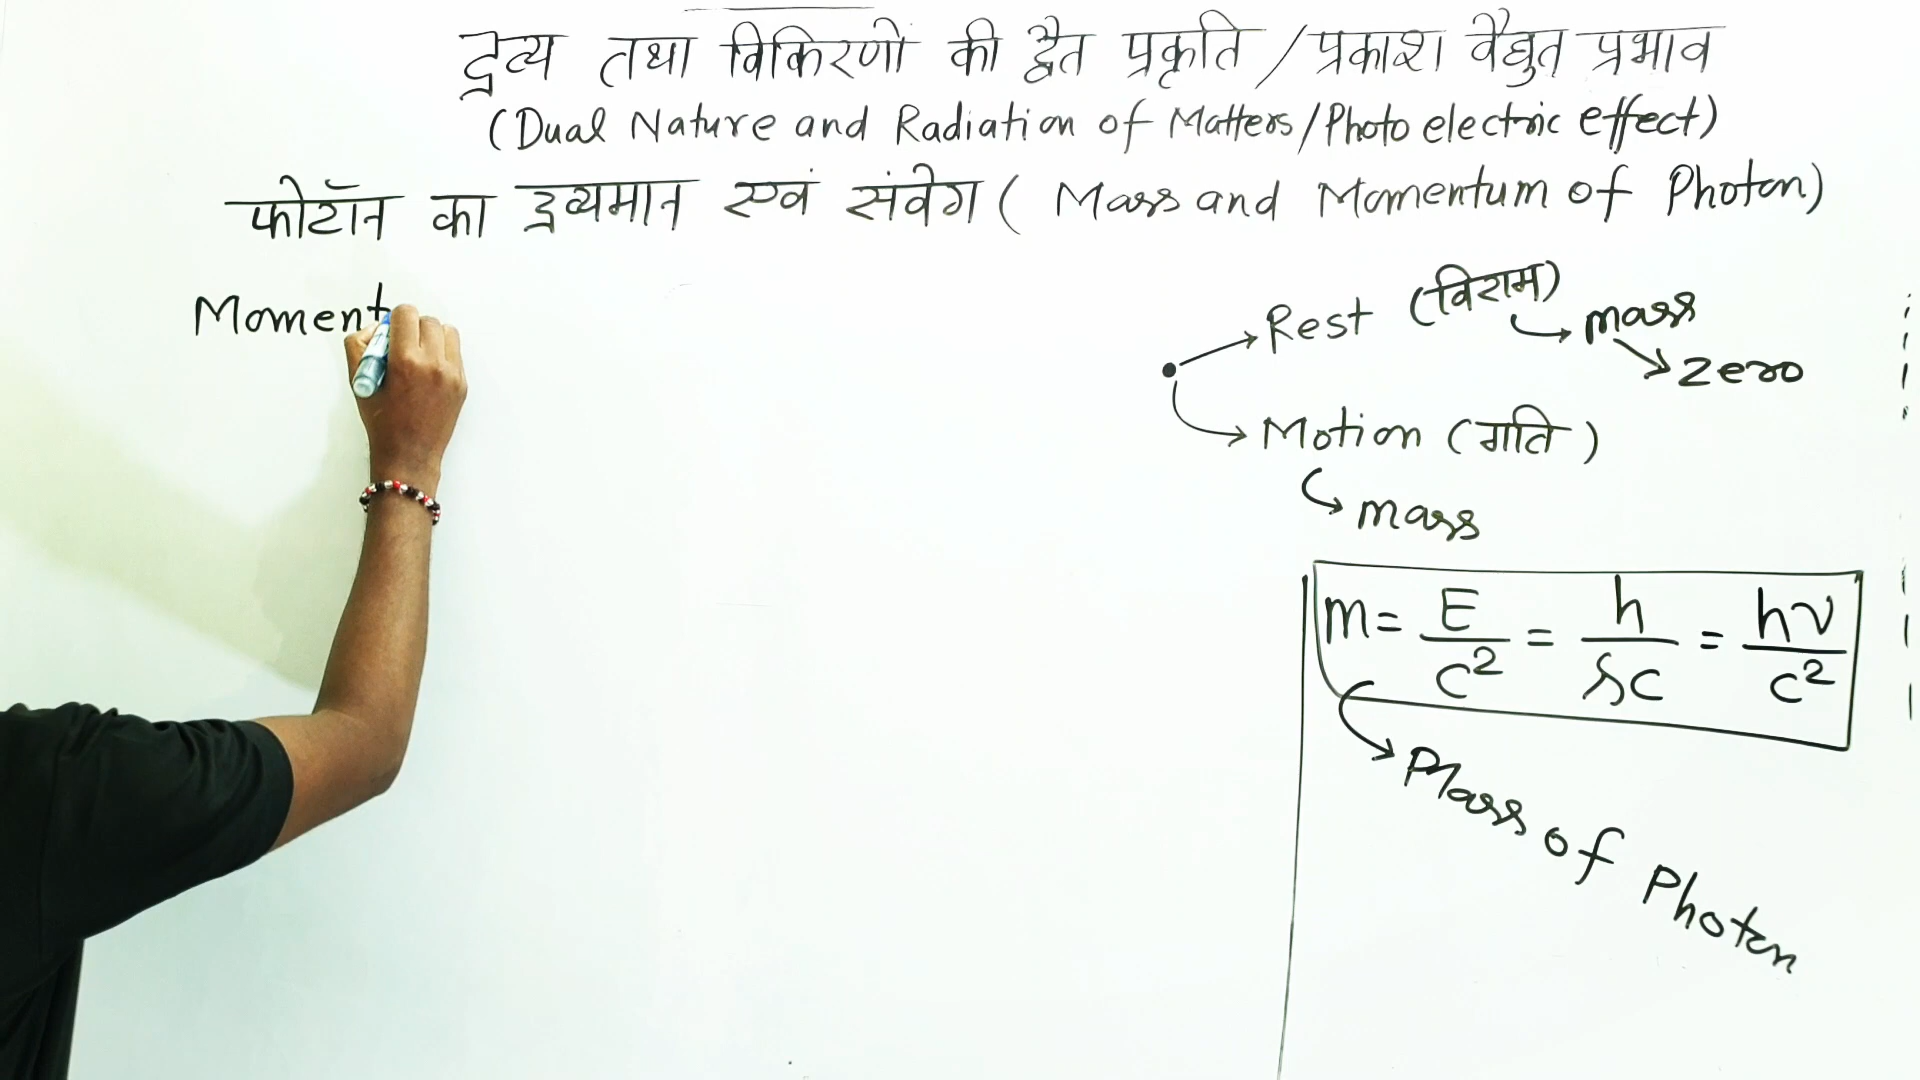 द्रव्य तथा विकिरणों की द्वैत प्रकृति / प्रकाश वैद्युत प्रभाव
(Dual Nature and Radiation of Matters/Photo electric effect)
फोटॉन का द्रव्यमान एवं संवेग ( Mass and Momentum of Photon)
Moment
Rest (विराम) → mass
→ zero
Motion (गति)
→ mass
m = E/c² = h/λc = hν/c²
Mass of Photon